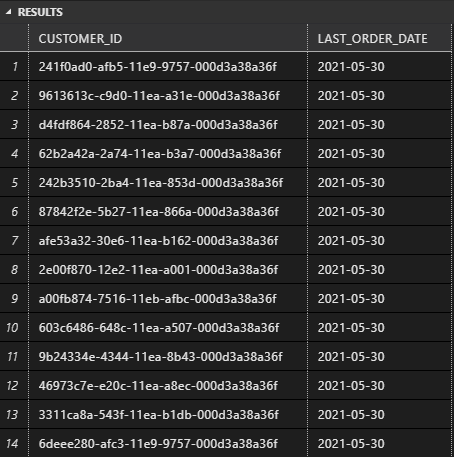 RESULTS
CUSTOMER_ID LAST_ORDER_DATE
1 241f0ad0-afb5-11e9-9757-000d3a38a36f 2021-05-30
2 9613613c-c9d0-11ea-a31e-000d3a38a36f 2021-05-30
3 d4fdf864-2852-11ea-b87a-000d3a38a36f 2021-05-30
4 62b2a42a-2a74-11ea-b3a7-000d3a38a36f 2021-05-30
5 242b3510-2ba4-11ea-853d-000d3a38a36f 2021-05-30
6 87842f2e-5b27-11ea-866a-000d3a38a36f 2021-05-30
7 afe53a32-30e6-11ea-b162-000d3a38a36f 2021-05-30
8 2e00f870-12e2-11ea-a001-000d3a38a36f 2021-05-30
9 a00fb874-7516-11eb-afbc-000d3a38a36f 2021-05-30
10 603c6486-648c-11ea-a507-000d3a38a36f 2021-05-30
11 9b24334e-4344-11ea-8b43-000d3a38a36f 2021-05-30
12 46973c7e-e20c-11ea-a8ec-000d3a38a36f 2021-05-30
13 3311ca8a-543f-11ea-b1db-000d3a38a36f 2021-05-30
14 6deee280-afc3-11e9-9757-000d3a38a36f 2021-05-30